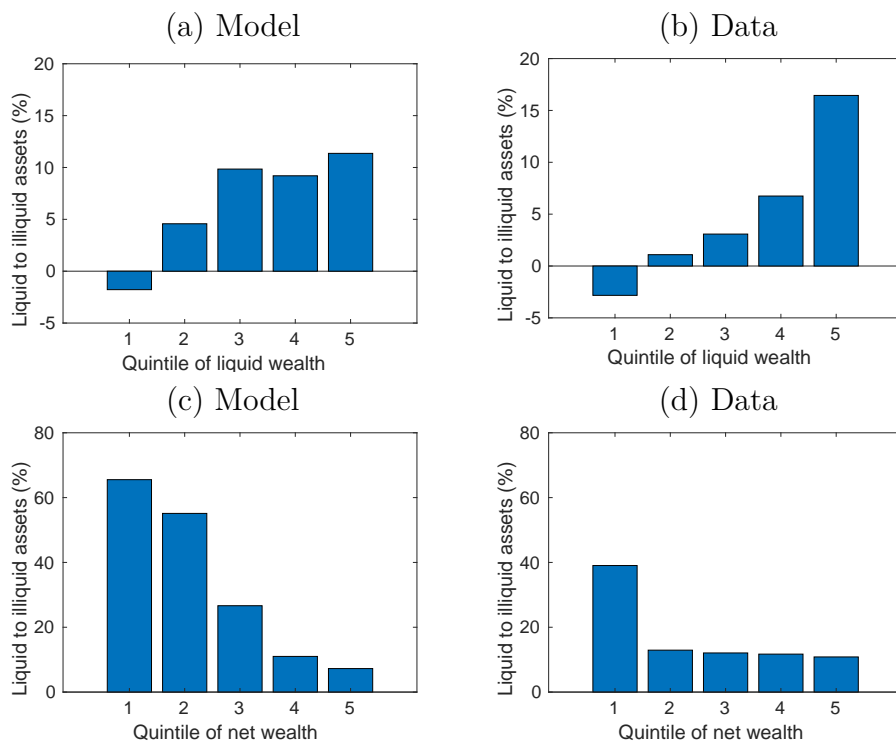 (a) Model
Liquid to illiquid assets (%)
20
15
10
5
0
-5
1 2 3 4 5
Quintile of liquid wealth
(b) Data
Liquid to illiquid assets (%)
20
15
10
5
0
-5
1 2 3 4 5
Quintile of liquid wealth
(c) Model
Liquid to illiquid assets (%)
80
60
40
20
0
1 2 3 4 5
Quintile of net wealth
(d) Data
Liquid to illiquid assets (%)
80
60
40
20
0
1 2 3 4 5
Quintile of net wealth